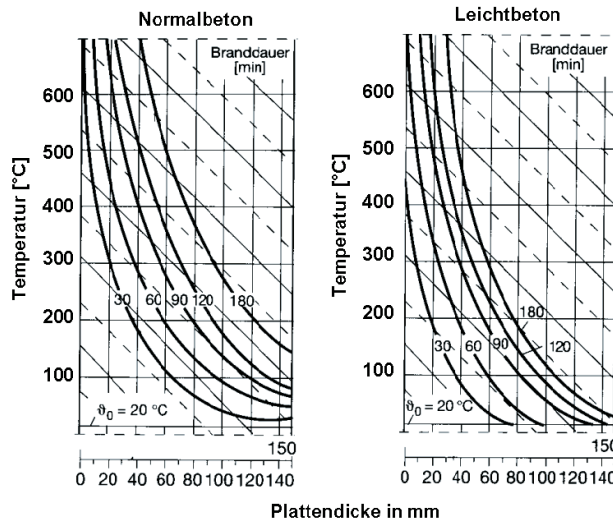 Normalbeton
Branddauer
[min]
Temperatur [°C]
600
500
400
300
200
100
30 60 90 120 180
ϑ₀ = 20 °C
150
0 20 40 60 80 100 120 140
Leichtbeton
Branddauer
[min]
Temperatur [°C]
600
500
400
300
200
100
180
30 60 90 120
ϑ₀ = 20 °C
150
0 20 40 60 80 100 120 140
Plattendicke in mm